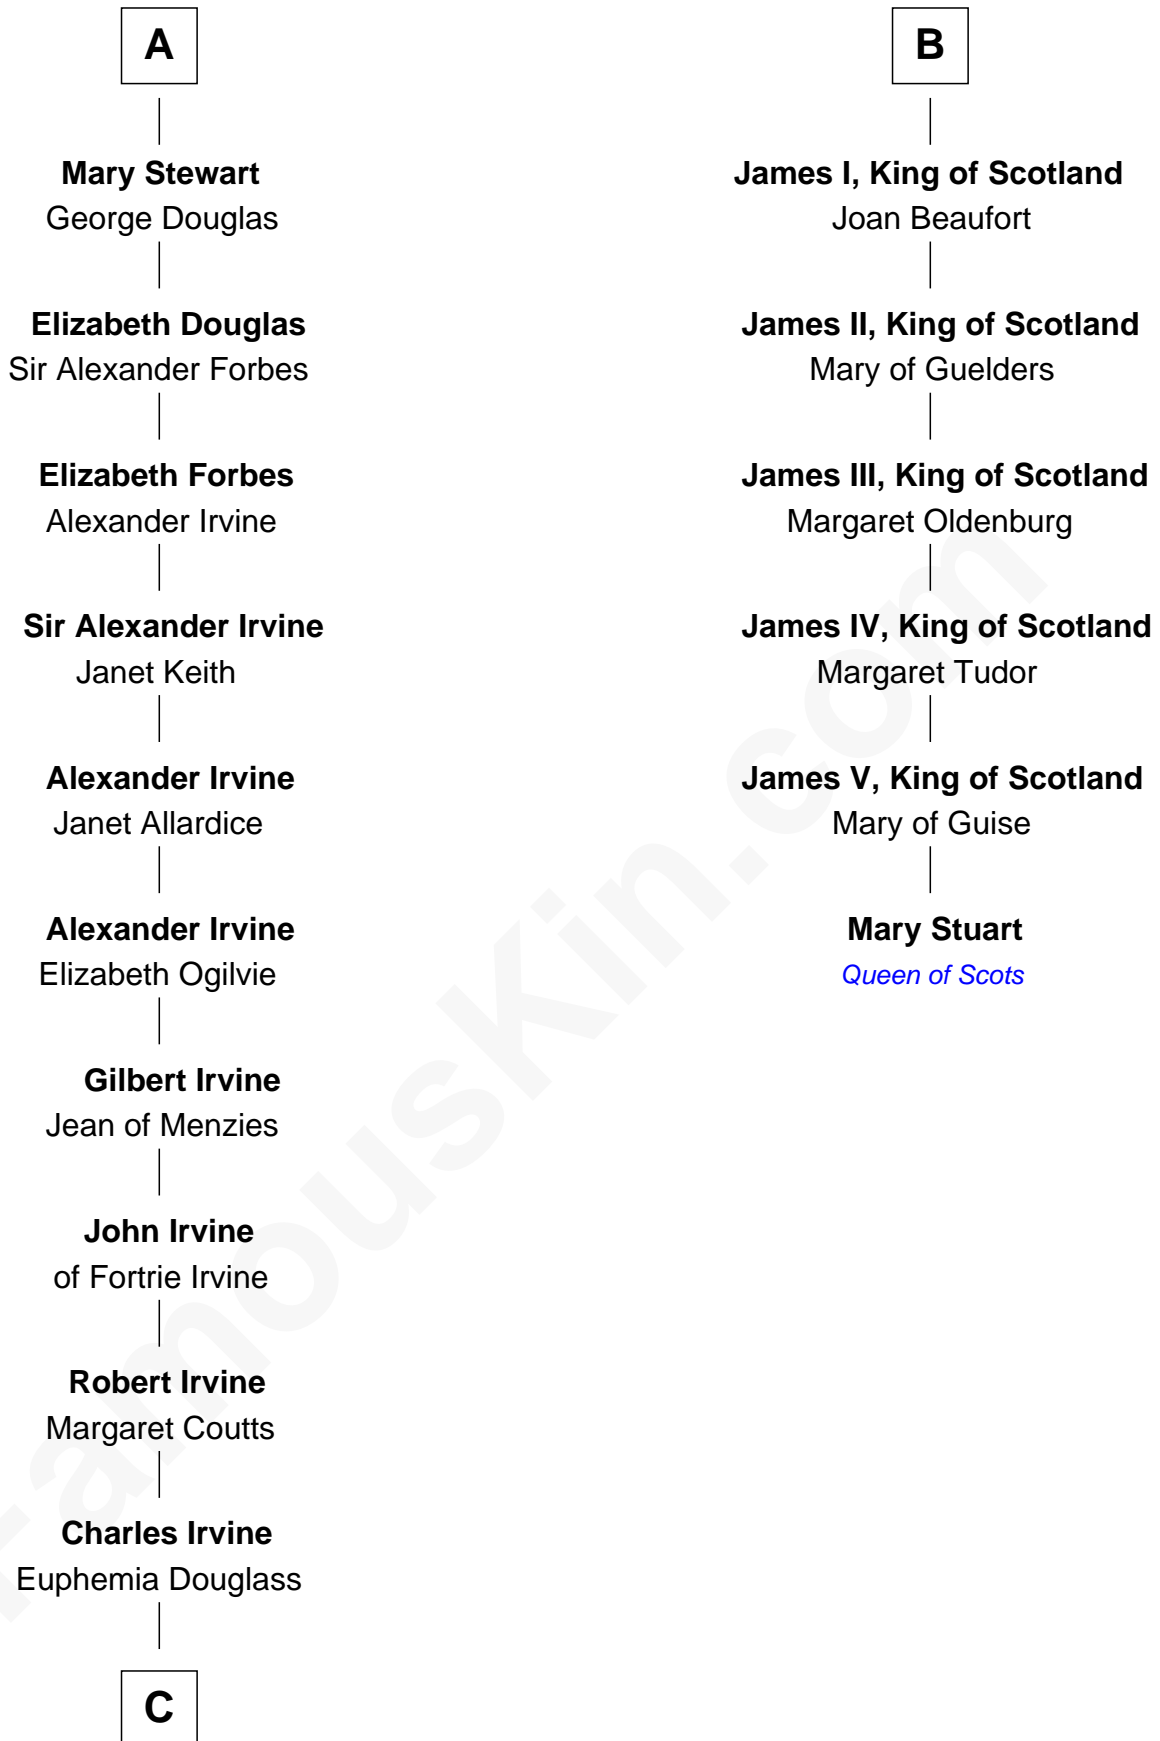 A
Mary Stewart
George Douglas
Elizabeth Douglas
Sir Alexander Forbes
Elizabeth Forbes
Alexander Irvine
Sir Alexander Irvine
Janet Keith
Alexander Irvine
Janet Allardice
Alexander Irvine
Elizabeth Ogilvie
Gilbert Irvine
Jean of Menzies
John Irvine
of Fortrie Irvine
Robert Irvine
Margaret Coutts
Charles Irvine
Euphemia Douglass
C
B
James I, King of Scotland
Joan Beaufort
James II, King of Scotland
Mary of Guelders
James III, King of Scotland
Margaret Oldenburg
James IV, King of Scotland
Margaret Tudor
James V, King of Scotland
Mary of Guise
Mary Stuart
Queen of Scots
FamousKin.com